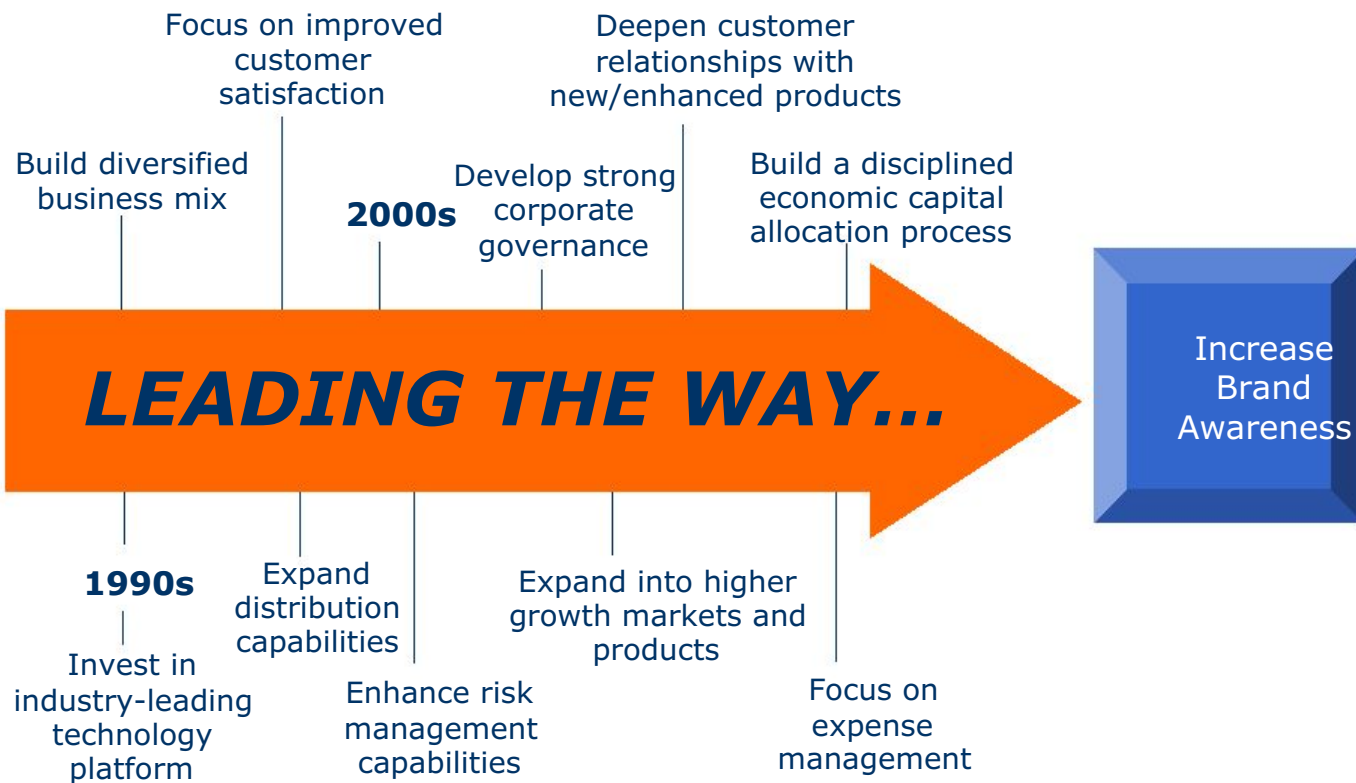 Focus on improved
customer
satisfaction
Deepen customer
relationships with
new/enhanced products
Build diversified
business mix
2000s
Develop strong
corporate
governance
Build a disciplined
economic capital
allocation process
LEADING THE WAY...
Increase
Brand
Awareness
1990s
Invest in
industry-leading
technology
platform
Expand
distribution
capabilities
Enhance risk
management
capabilities
Expand into higher
growth markets and
products
Focus on
expense
management